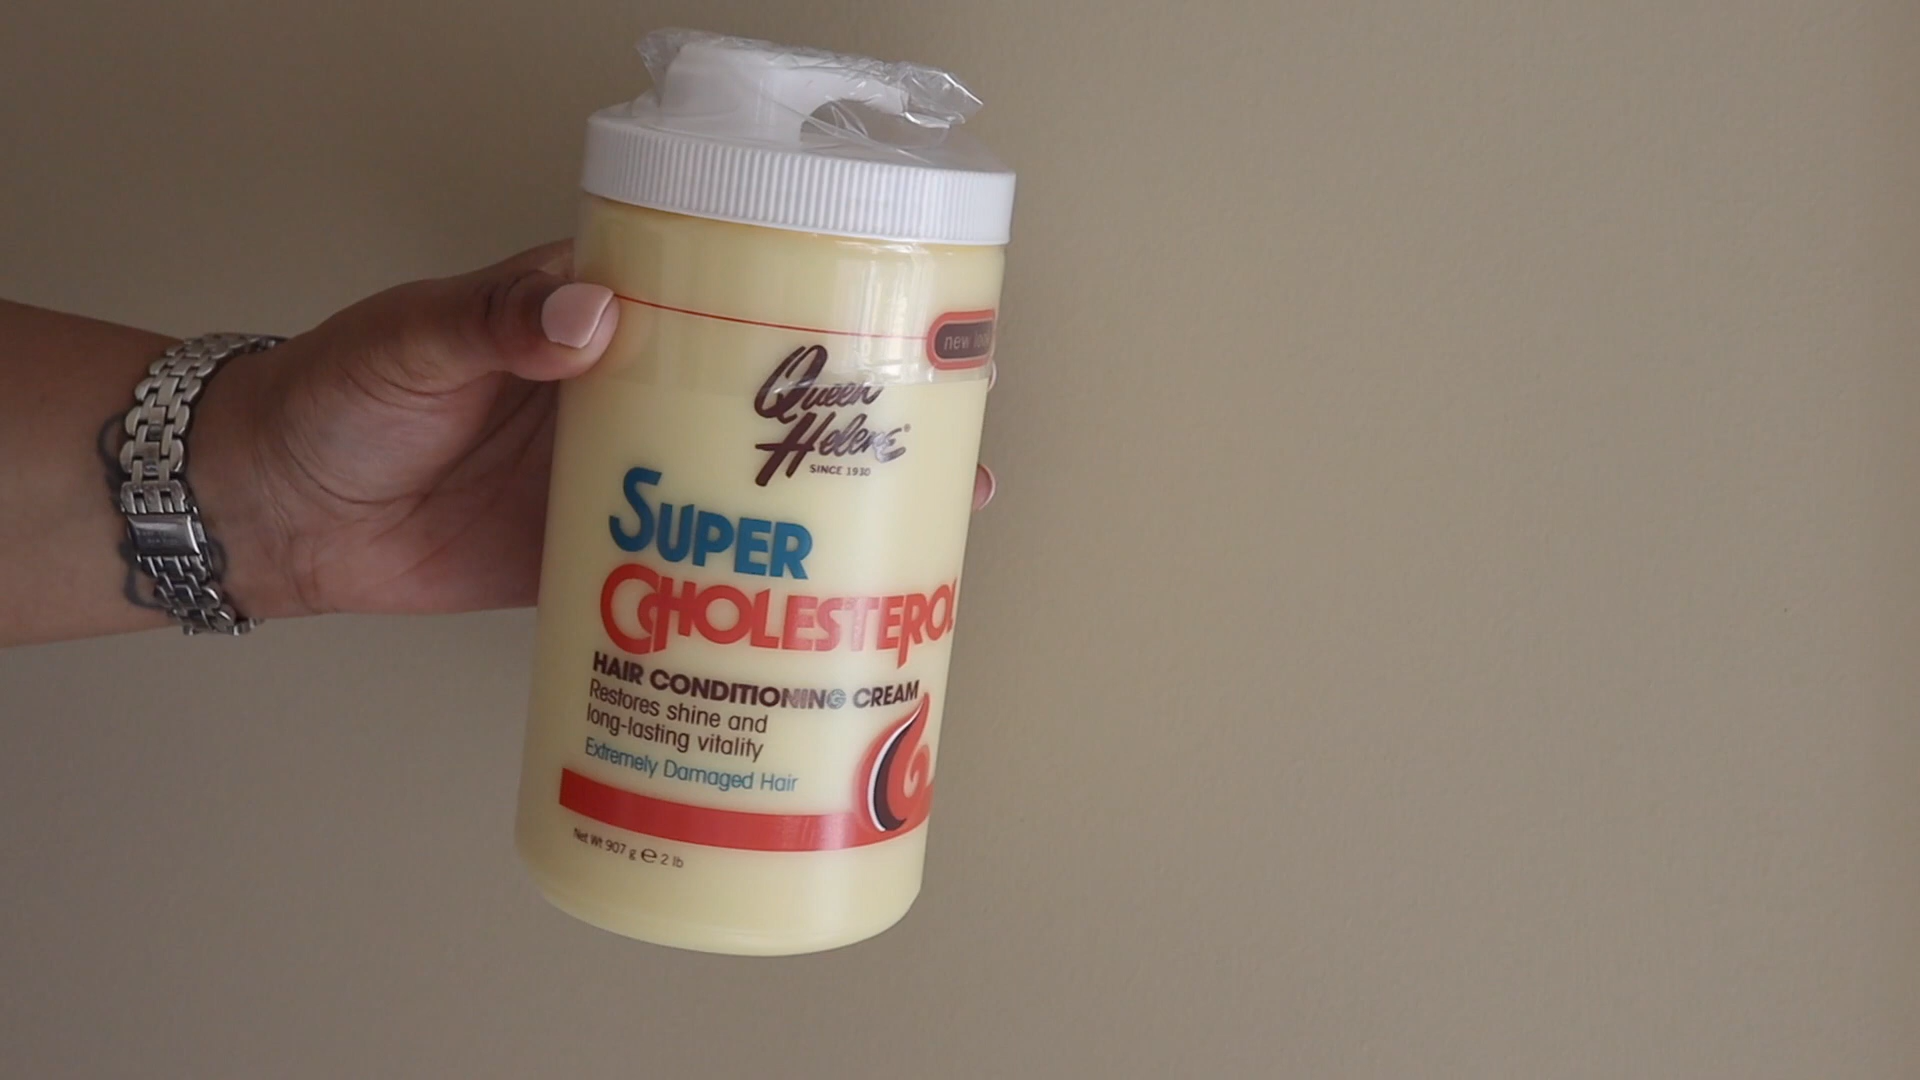 new look
Queen
Helene®
SINCE 1930
SUPER
CHOLESTEROL
HAIR CONDITIONING CREAM
Restores shine and
long-lasting vitality
Extremely Damaged Hair
Net Wt 907 g ℮ 2 lb